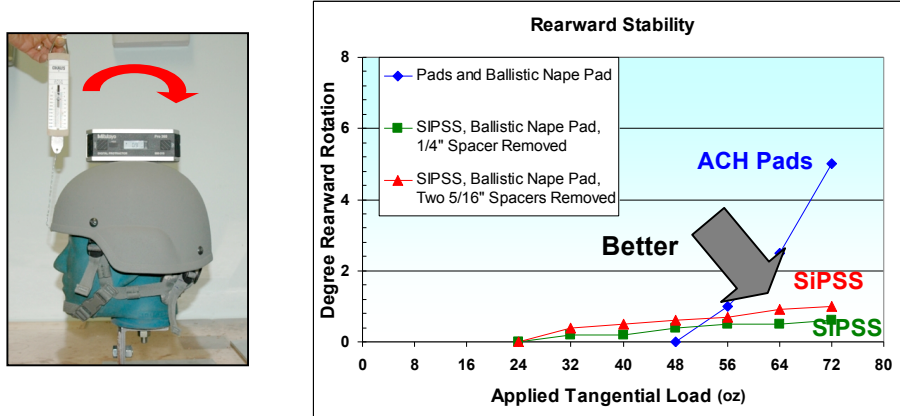 Rearward Stability
8
6
4
2
0
Degree Rearward Rotation
Pads and Ballistic Nape Pad
SIPSS, Ballistic Nape Pad,
1/4" Spacer Removed
SIPSS, Ballistic Nape Pad,
Two 5/16" Spacers Removed
ACH Pads
Better
SiPSS
SiPSS
0 8 16 24 32 40 48 56 64 72 80
Applied Tangential Load (oz)